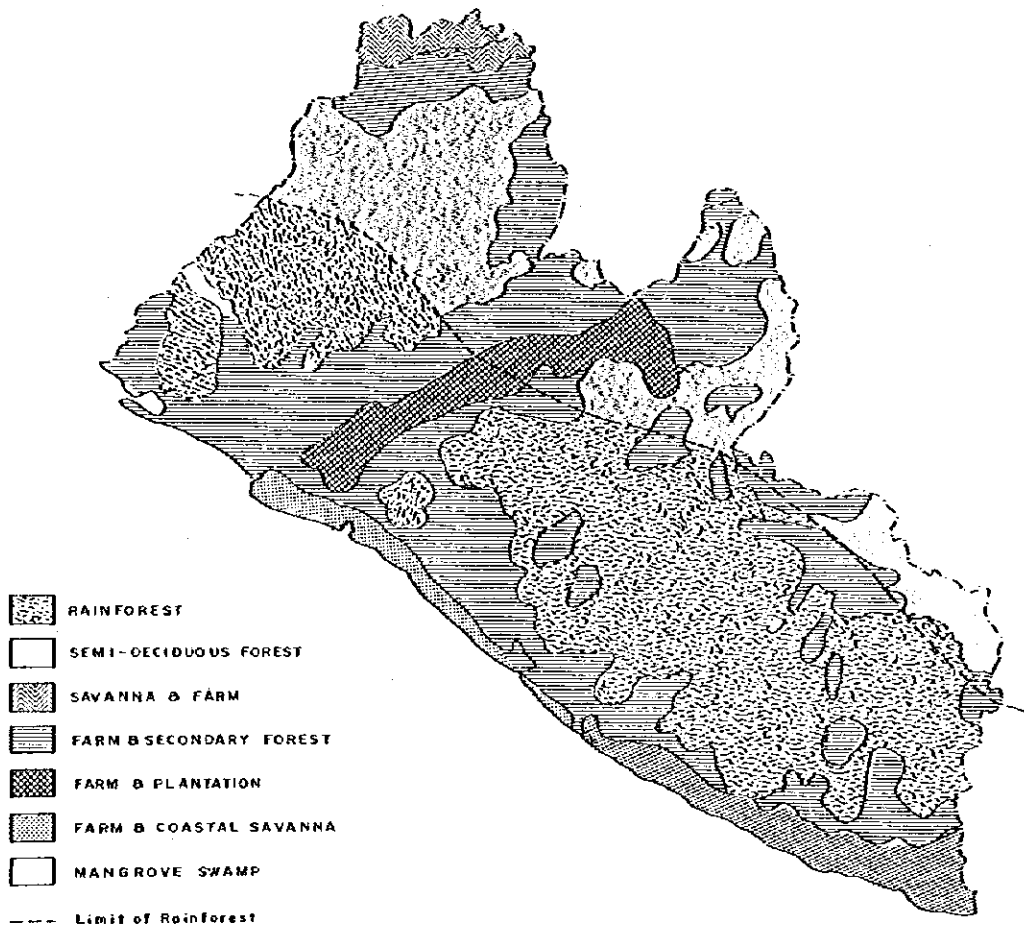 RAINFOREST
SEMI-DECIDUOUS FOREST
SAVANNA & FARM
FARM & SECONDARY FOREST
FARM & PLANTATION
FARM & COASTAL SAVANNA
MANGROVE SWAMP
Limit of Rainforest